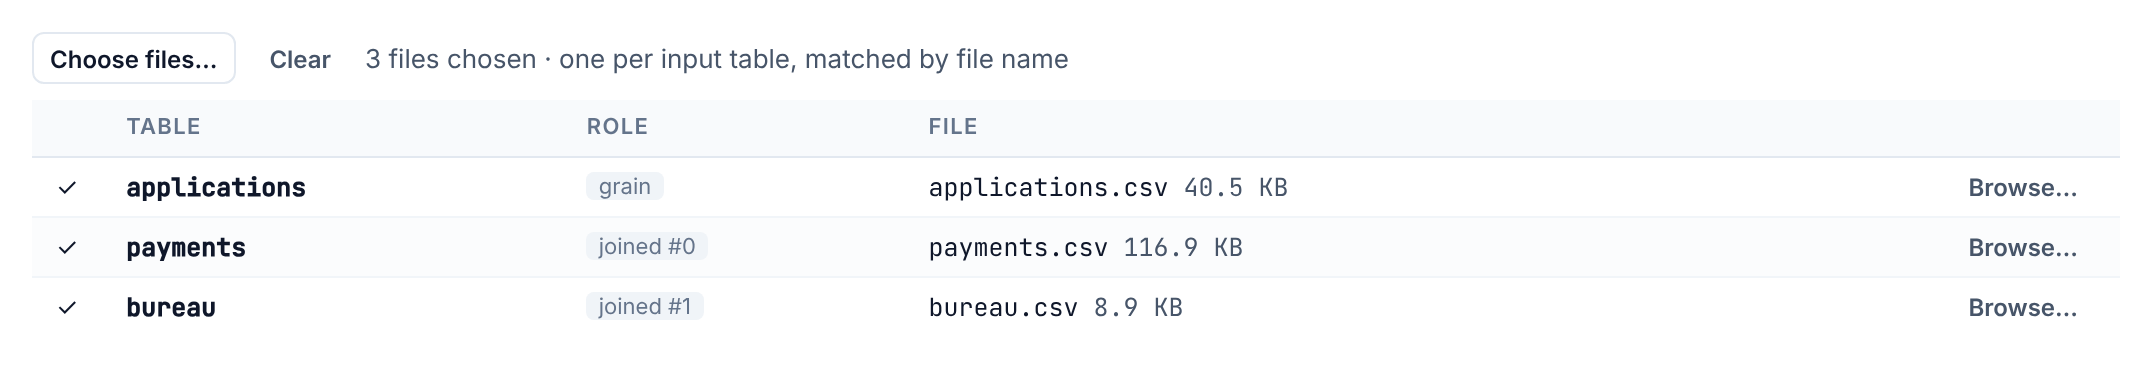 Choose files... Clear 3 files chosen · one per input table, matched by file name
TABLE ROLE FILE
applications grain applications.csv 40.5 KB Browse...
payments joined #0 payments.csv 116.9 KB Browse...
bureau joined #1 bureau.csv 8.9 KB Browse...